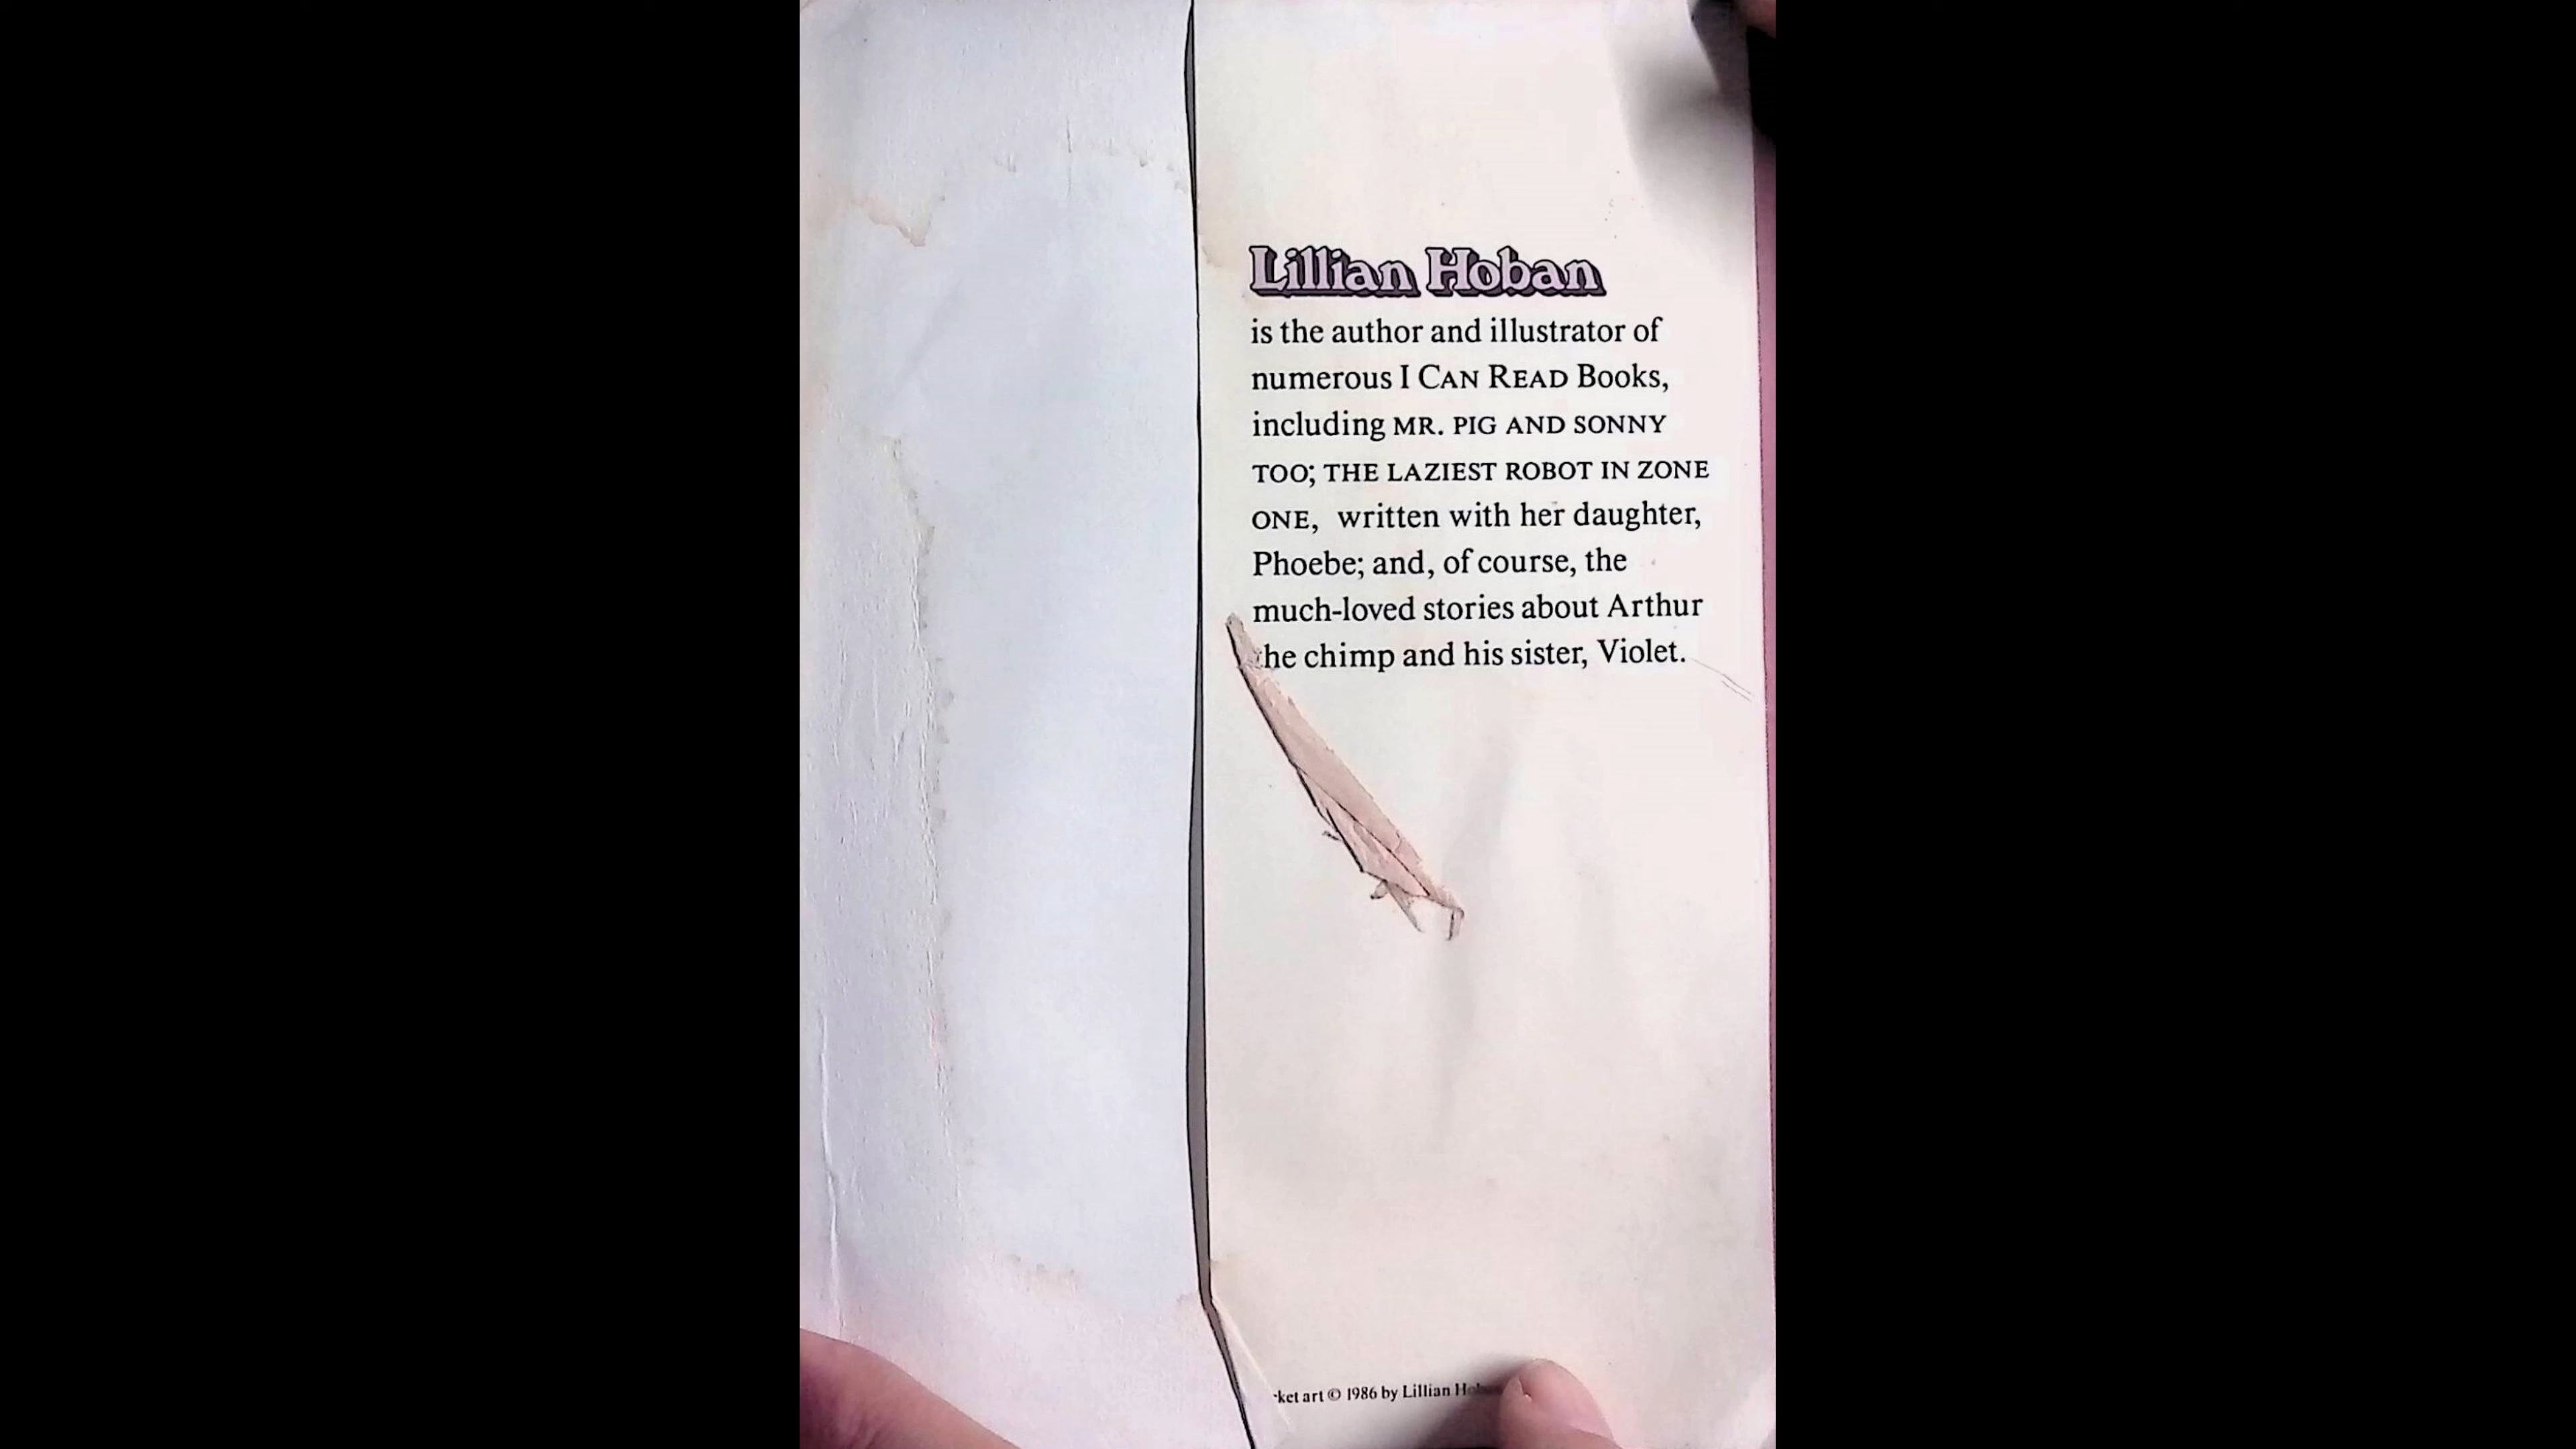 Lillian Hoban
is the author and illustrator of
numerous I CAN READ Books,
including MR. PIG AND SONNY
TOO; THE LAZIEST ROBOT IN ZONE
ONE, written with her daughter,
Phoebe; and, of course, the
much-loved stories about Arthur
he chimp and his sister, Violet.
ket art © 1986 by Lillian